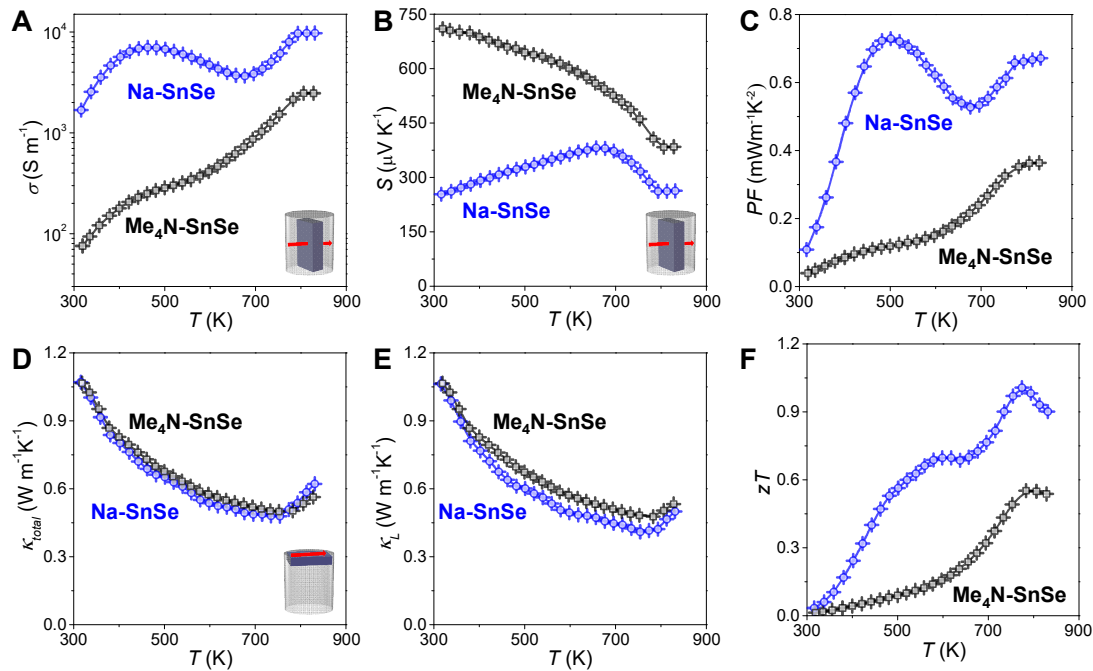 A
10⁴
10³
10²
σ (S m⁻¹)
Na-SnSe
Me₄N-SnSe
300 500 700 900
T (K)
B
900
750
600
450
300
150
0
S (μV K⁻¹)
Me₄N-SnSe
Na-SnSe
300 500 700 900
T (K)
C
0.8
0.6
0.4
0.2
0.0
PF (mWm⁻¹K⁻²)
Na-SnSe
Me₄N-SnSe
300 500 700 900
T (K)
D
1.2
0.9
0.6
0.3
0.0
κ_total (W m⁻¹K⁻¹)
Me₄N-SnSe
Na-SnSe
300 500 700 900
T (K)
E
1.2
0.9
0.6
0.3
0.0
κ_L (W m⁻¹K⁻¹)
Me₄N-SnSe
Na-SnSe
300 500 700 900
T (K)
F
1.2
0.9
0.6
0.3
0.0
zT
Na-SnSe
Me₄N-SnSe
300 500 700 900
T (K)